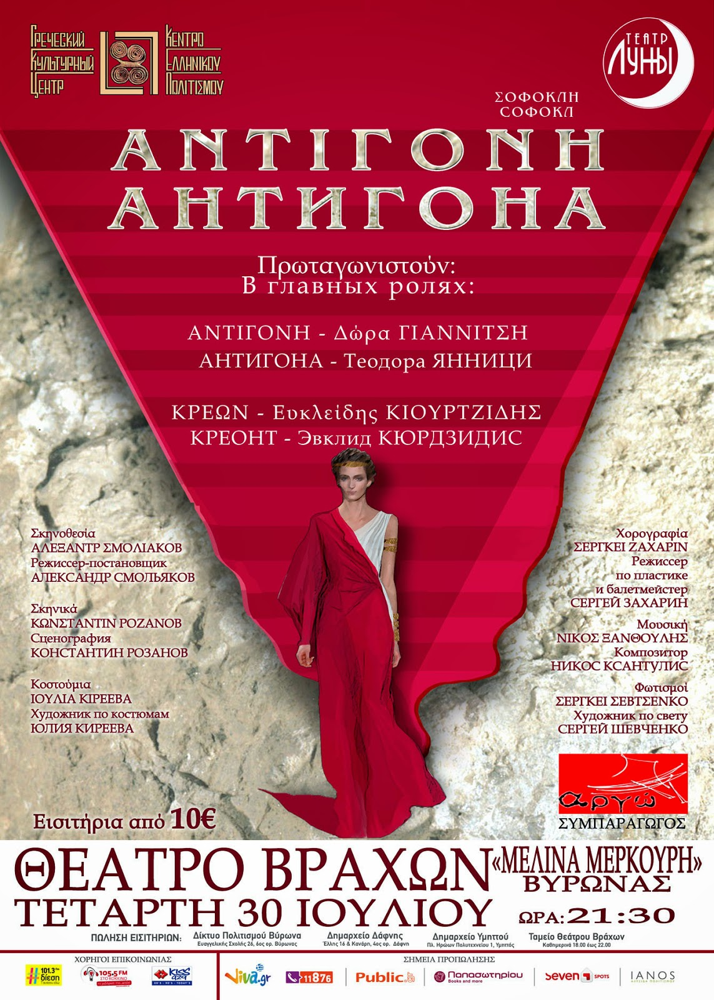 ГРЕЧЕСКИЙ
КУЛЬТУРНЫЙ
ЦЕНТР
ΚΕΝΤΡΟ
ΕΛΛΗΝΙΚΟΥ
ΠΟΛΙΤΙΣΜΟΥ
ТЕАТР
ЛУНЫ
ΣΟΦΟΚΛΗ
СОФОКЛ
ΑΝΤΙΓΟΝΗ
АНТИГОНА
Πρωταγωνιστούν:
В главных ролях:
ΑΝΤΙΓΟΝΗ - Δώρα ΓΙΑΝΝΙΤΣΗ
АНТИГОНА - Теодора ЯННИЦИ
ΚΡΕΩΝ - Ευκλείδης ΚΙΟΥΡΤΖΙΔΗΣ
КРЕОНТ - Эвклид КЮРДЗИДИС
Σκηνοθεσία
ΑΛΕΞΑΝΤΡ ΣΜΟΛΙΑΚΟΒ
Режиссер-постановщик
АЛЕКСАНДР СМОЛЬЯКОВ
Σκηνικά
ΚΩΝΣΤΑΝΤΙΝ ΡΟΖΑΝΟΒ
Сценография
КОНСТАНТИН РОЗАНОВ
Κοστούμια
ΙΟΥΛΙΑ ΚΙΡΕΕΒΑ
Художник по костюмам
ЮЛИЯ КИРЕЕВА
Χορογραφία
ΣΕΡΓΚΕΙ ΖΑΧΑΡΙΝ
Режиссер
по пластике
и балетмейстер
СЕРГЕЙ ЗАХАРИН
Μουσική
ΝΙΚΟΣ ΞΑΝΘΟΥΛΗΣ
Композитор
НИКОС КСАНТУЛИС
Φωτισμοί
ΣΕΡΓΚΕΙ ΣΕΒΤΣΕΝΚΟ
Художник по свету
СЕРГЕЙ ШЕВЧЕНКО
αργώ
ΣΥΜΠΑΡΑΓΩΓΟΣ
Εισιτήρια από 10€
ΘΕΑΤΡΟ ΒΡΑΧΩΝ «ΜΕΛΙΝΑ ΜΕΡΚΟΥΡΗ»
ΒΥΡΩΝΑΣ
ΤΕΤΑΡΤΗ 30 ΙΟΥΛΙΟΥ ΩΡΑ: 21:30
ΠΩΛΗΣΗ ΕΙΣΙΤΗΡΙΩΝ:
Δίκτυο Πολιτισμού Βύρωνα
Ευαγγελικής Σχολής 26, 6ος ορ. Βύρωνας
Δημαρχείο Δάφνης
Έλλης 16 & Κανάρη, 4ος ορ. Δάφνη
Δημαρχείο Υμηττού
Πλ. Ηρώων Πολυτεχνείου 1, Υμηττός
Ταμείο Θεάτρου Βράχων
Καθημερινά 18.00 έως 22.00
ΧΟΡΗΓΟΙ ΕΠΙΚΟΙΝΩΝΙΑΣ
ΣΗΜΕΙΑ ΠΡΟΠΩΛΗΣΗΣ
# 101.3 FM
δίεση
105.5 FM
ΣΤΟ ΚΟΚΚΙΝΟ
KISS
929
80'S - 90'S - TODAY'S
viva.gr
11876
Public
Παπασωτηρίου
Books and more
seven SPOTS
IANOS
ΑΛΥΣΙΔΑ ΠΟΛΙΤΙΣΜΟΥ